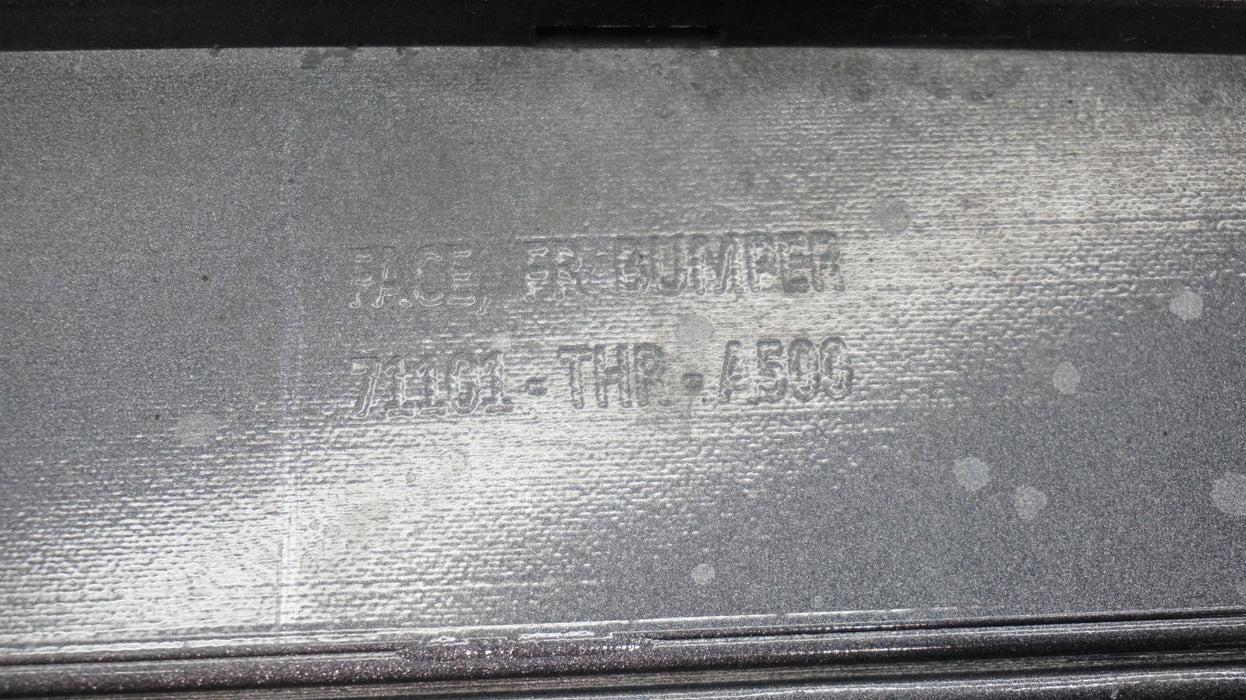 FACE, FR-BUMPER
71101-THR-A500